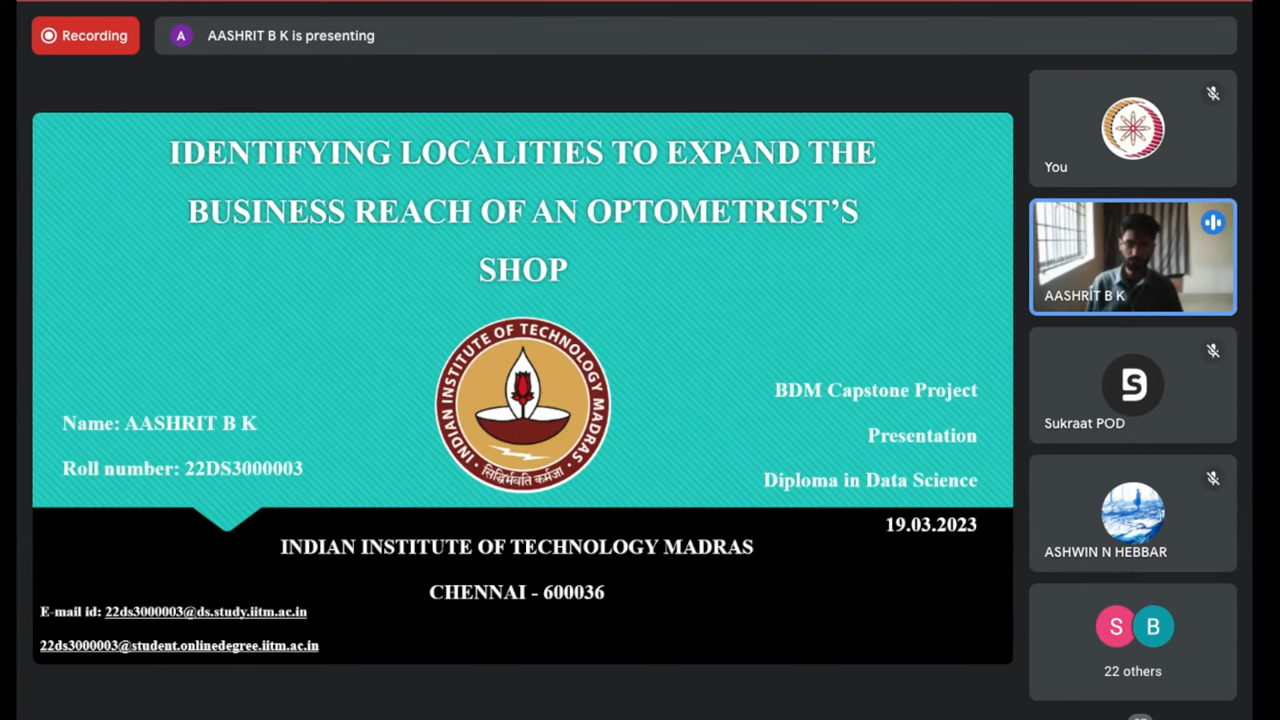 Recording
A
AASHRIT B K is presenting
IDENTIFYING LOCALITIES TO EXPAND THE
BUSINESS REACH OF AN OPTOMETRIST'S
SHOP
INDIAN INSTITUTE OF TECHNOLOGY MADRAS
सिद्धिर्भवति कर्मजा
Name: AASHRIT B K
Roll number: 22DS3000003
BDM Capstone Project
Presentation
Diploma in Data Science
19.03.2023
INDIAN INSTITUTE OF TECHNOLOGY MADRAS
CHENNAI - 600036
E-mail id: 22ds3000003@ds.study.iitm.ac.in
22ds3000003@student.onlinedegree.iitm.ac.in
You
AASHRIT B K
Sukraat POD
ASHWIN N HEBBAR
S
B
22 others